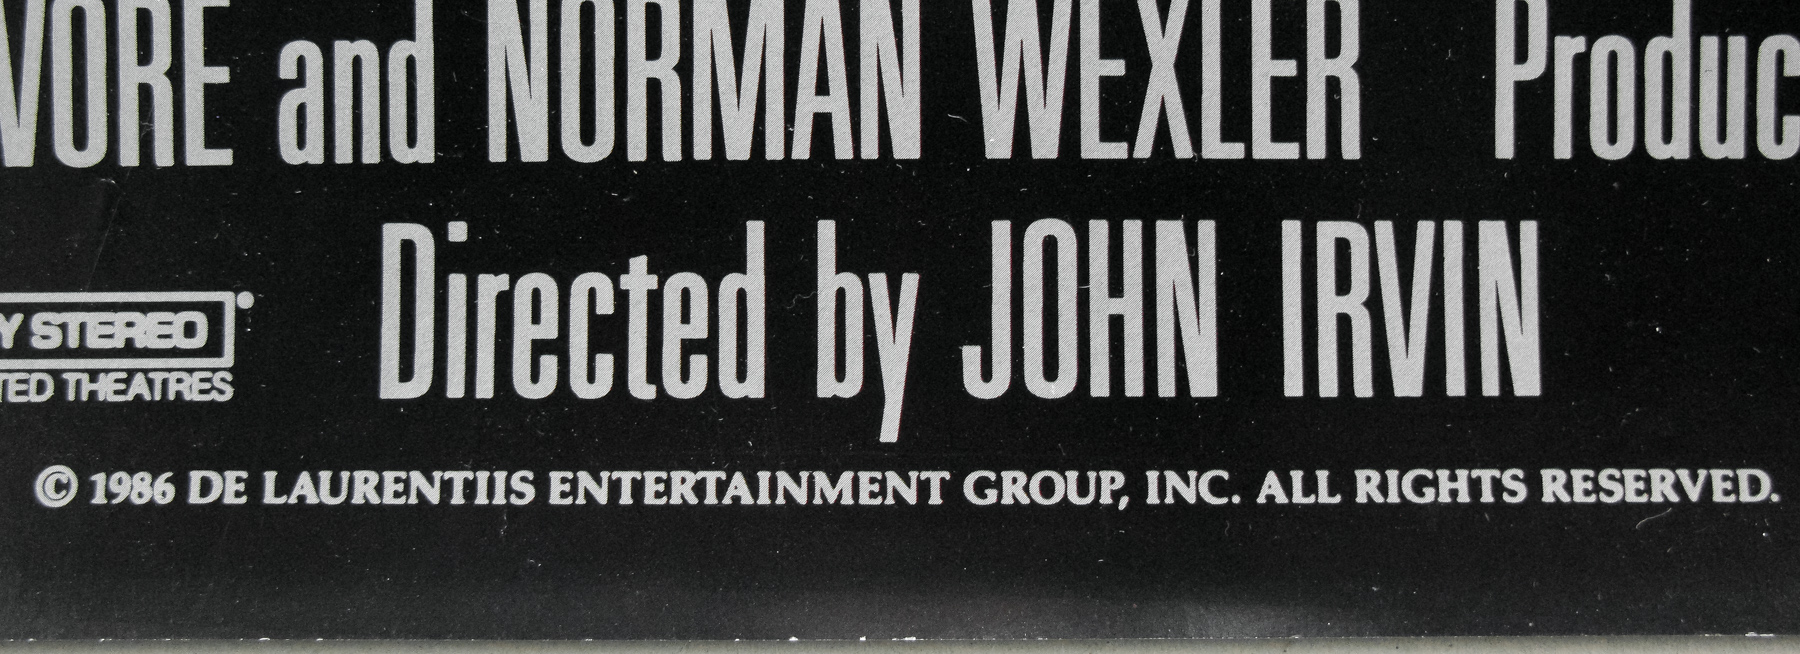 VORE and NORMAN WEXLER Produc
Directed by JOHN IRVIN
Y STEREO
TED THEATRES
© 1986 DE LAURENTIIS ENTERTAINMENT GROUP, INC. ALL RIGHTS RESERVED.